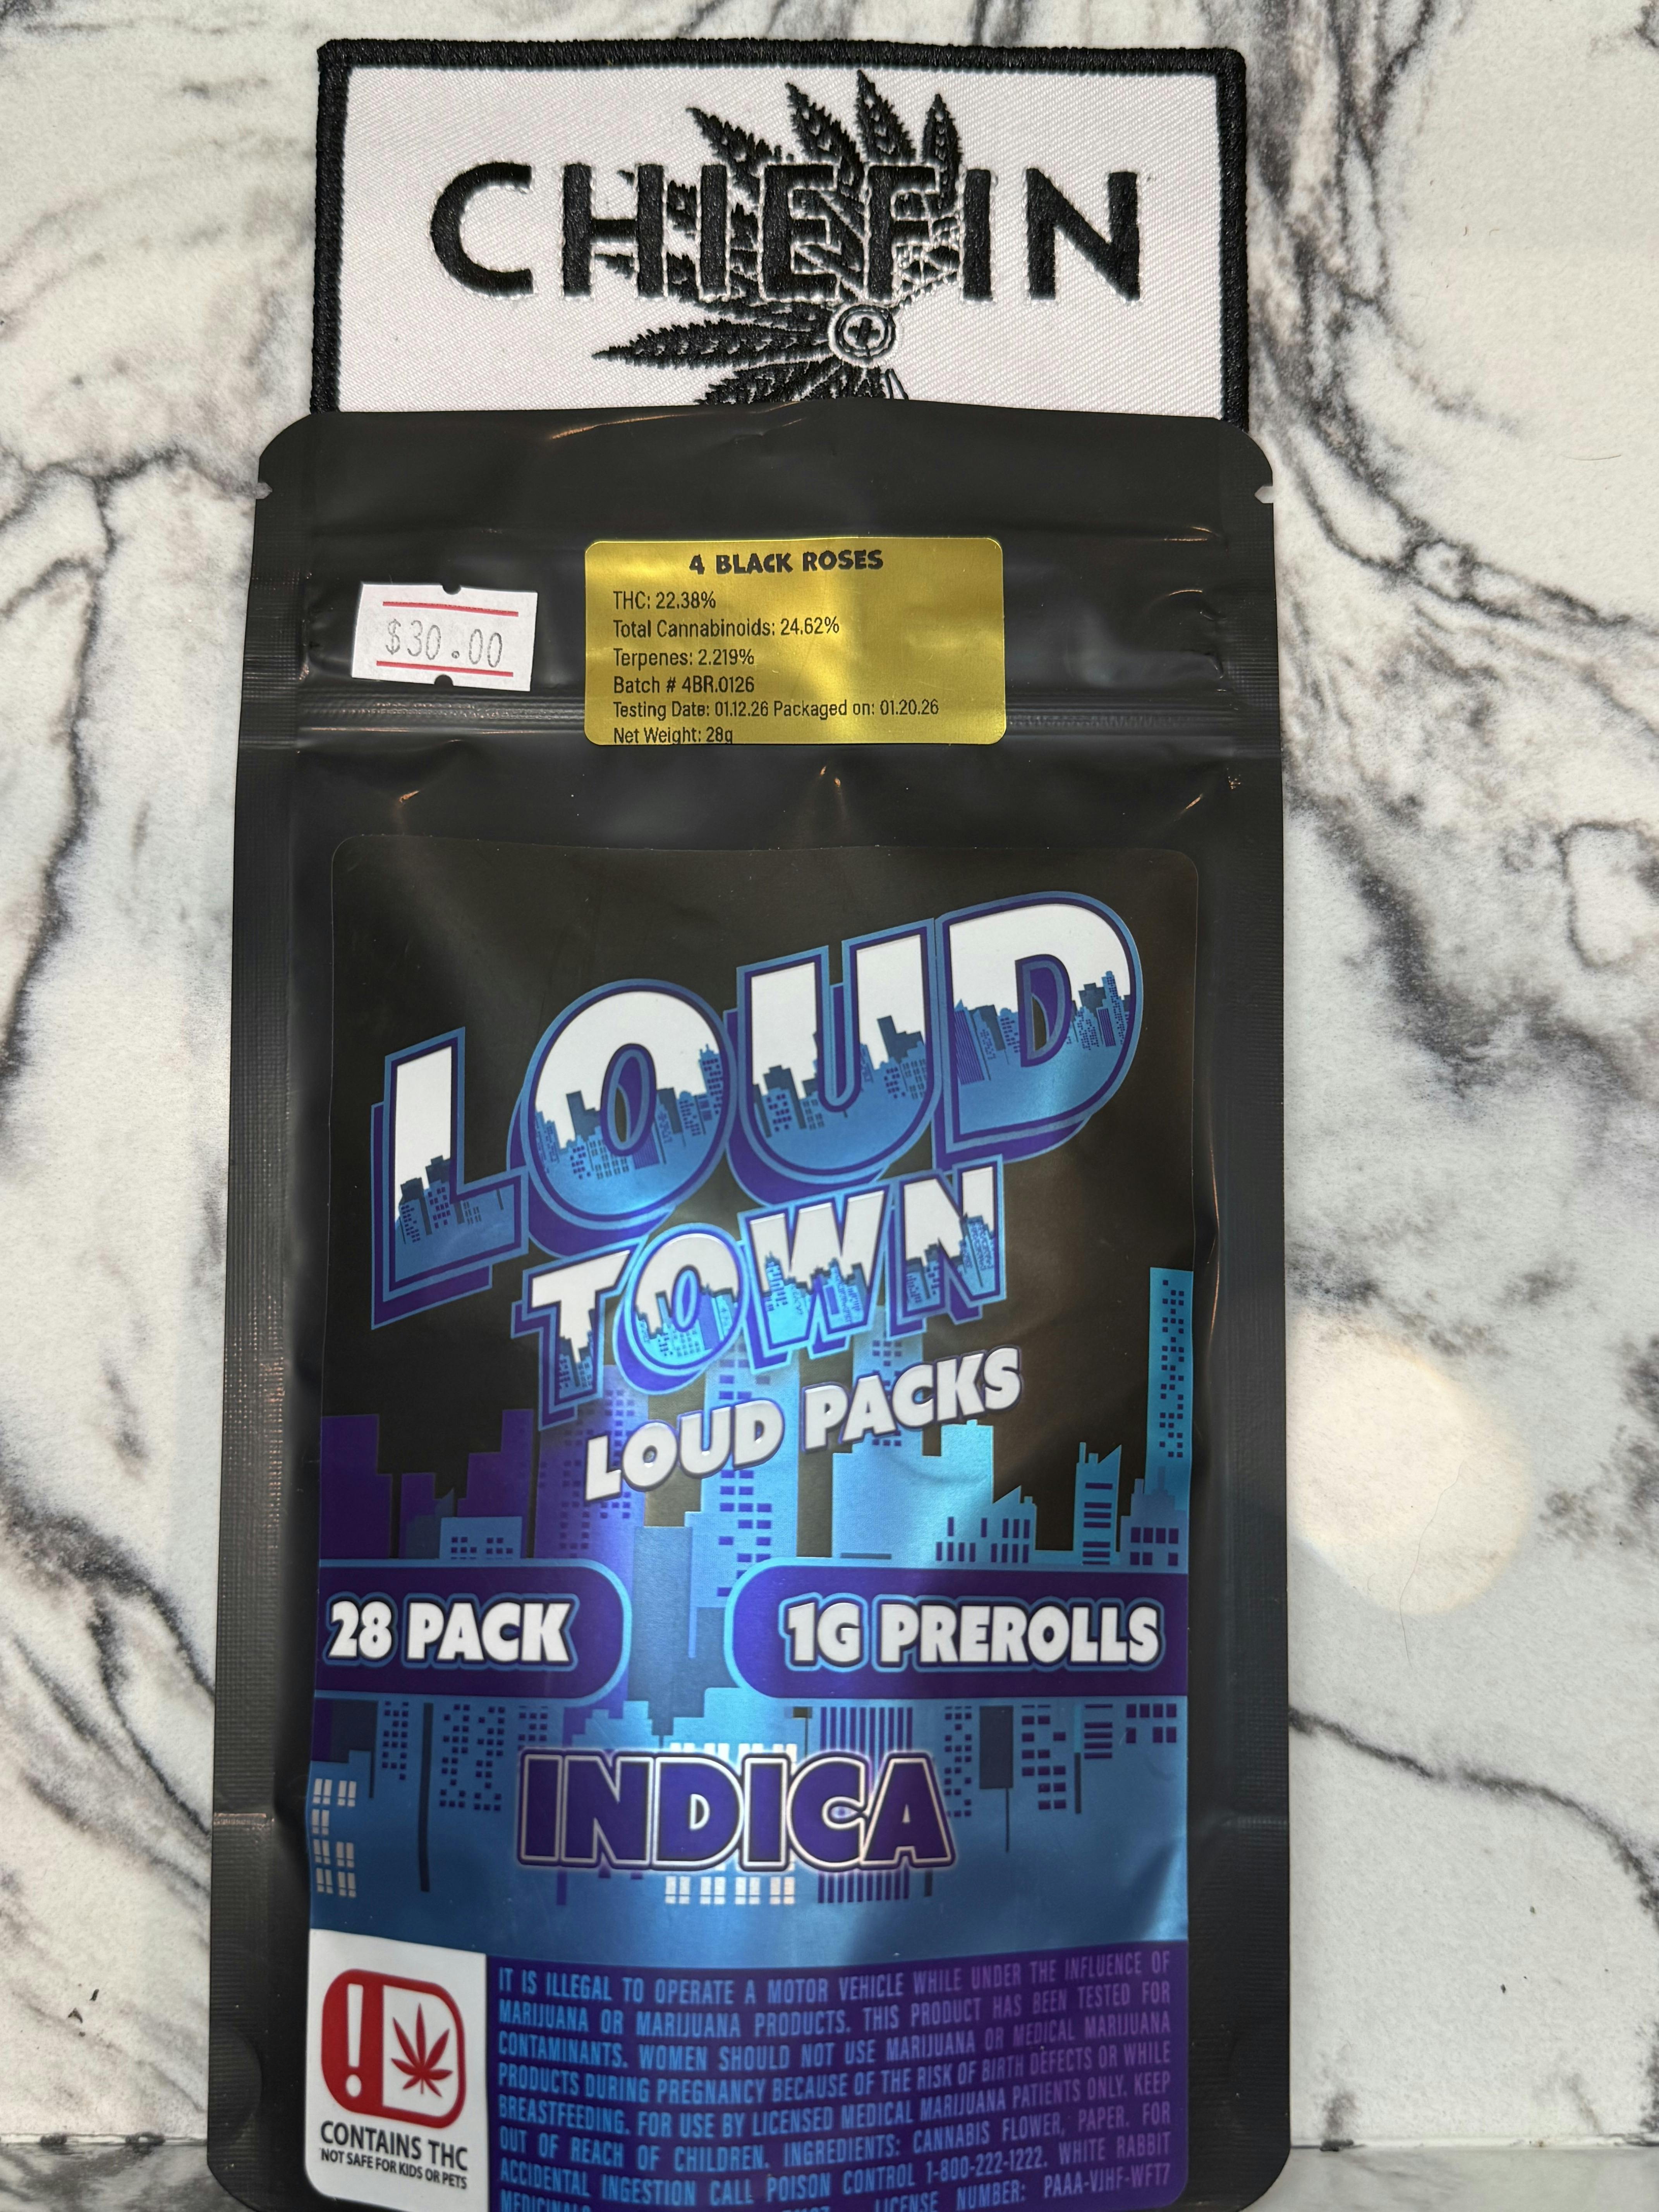 CHIEFIN
4 BLACK ROSES
THC: 22.38%
Total Cannabinoids: 24.62%
Terpenes: 2.219%
Batch # 4BR.0126
Testing Date: 01.12.26 Packaged on: 01.20.26
Net Weight: 28g
$30.00
LOUD
TOWN
LOUD PACKS
28 PACK
1G PREROLLS
INDICA
CONTAINS THC
NOT SAFE FOR KIDS OR PETS
IT IS ILLEGAL TO OPERATE A MOTOR VEHICLE WHILE UNDER THE INFLUENCE OF
MARIJUANA OR MARIJUANA PRODUCTS. THIS PRODUCT HAS BEEN TESTED FOR
CONTAMINANTS. WOMEN SHOULD NOT USE MARIJUANA OR MEDICAL MARIJUANA
PRODUCTS DURING PREGNANCY BECAUSE OF THE RISK OF BIRTH DEFECTS OR WHILE
BREASTFEEDING. FOR USE BY LICENSED MEDICAL MARIJUANA PATIENTS ONLY. KEEP
OUT OF REACH OF CHILDREN. INGREDIENTS: CANNABIS FLOWER, PAPER. FOR
ACCIDENTAL INGESTION CALL POISON CONTROL 1-800-222-1222. WHITE RABBIT
LICENSE NUMBER: PAAA-VJHF-WFT7